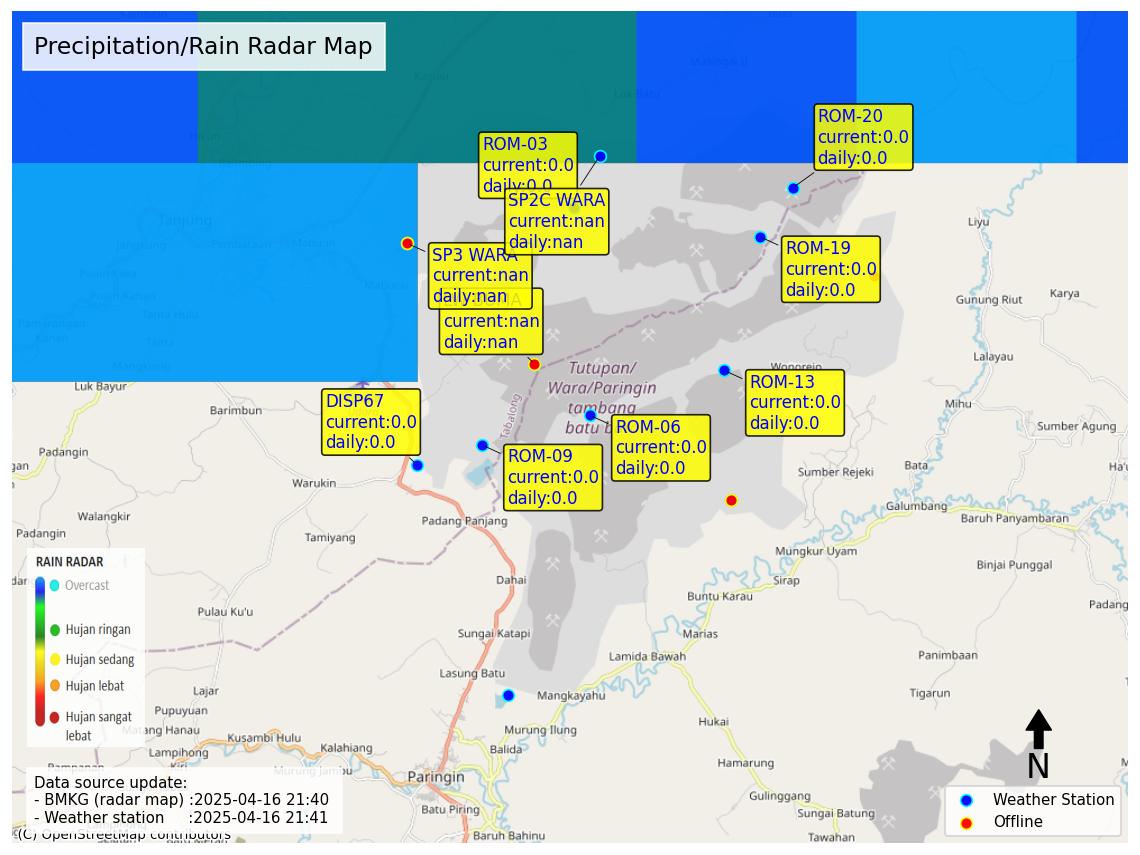 Precipitation/Rain Radar Map
Makingakui
Kanuai
Luk Batu
ROM-20
current:0.0
daily:0.0
ROM-03
current:0.0
daily:0.0
SP2C WARA
current:nan
daily:nan
Tanjung
Liyu
ROM-19
current:0.0
daily:0.0
SP3 WARA
current:nan
daily:nan
Mabuun
current:nan
daily:nan
Gunung Riut
Karya
Lalayau
Tutupan/
Wara/Paringin
tambang
batu b
Wonorejo
ROM-13
current:0.0
daily:0.0
Luk Bayur
DISP67
current:0.0
daily:0.0
Barimbun
Tabalong
ROM-06
current:0.0
daily:0.0
Mihu
Sumber Agung
Padangin
ROM-09
current:0.0
daily:0.0
Bata
Sumber Rejeki
Warukin
Galumbang
Baruh Panyambaran
Walangkir
Padang Panjang
Padangin
Tamiyang
Mungkur Uyam
Binjai Punggal
RAIN RADAR
Overcast
Hujan ringan
Hujan sedang
Hujan lebat
Hujan sangat
lebat
Dahai
Sirap
Buntu Karau
Padang
Pulau Ku'u
Sungai Katapi
Marias
Lamida Bawah
Panimbaan
Lasung Batu
Lajar
Mangkayahu
Tigarun
Pupuyuan
Matang Hanau
Murung Ilung
Hukai
Kusambi Hulu
Kalahiang
Lampihong
Balida
Hamarung
Murung Jambu
Paringin
Gulinggang
Batu Piring
Sungai Batung
Baruh Bahinu
Tawahan
N
Data source update:
- BMKG (radar map) :2025-04-16 21:40
- Weather station :2025-04-16 21:41
(C) OpenStreetMap contributors
Weather Station
Offline